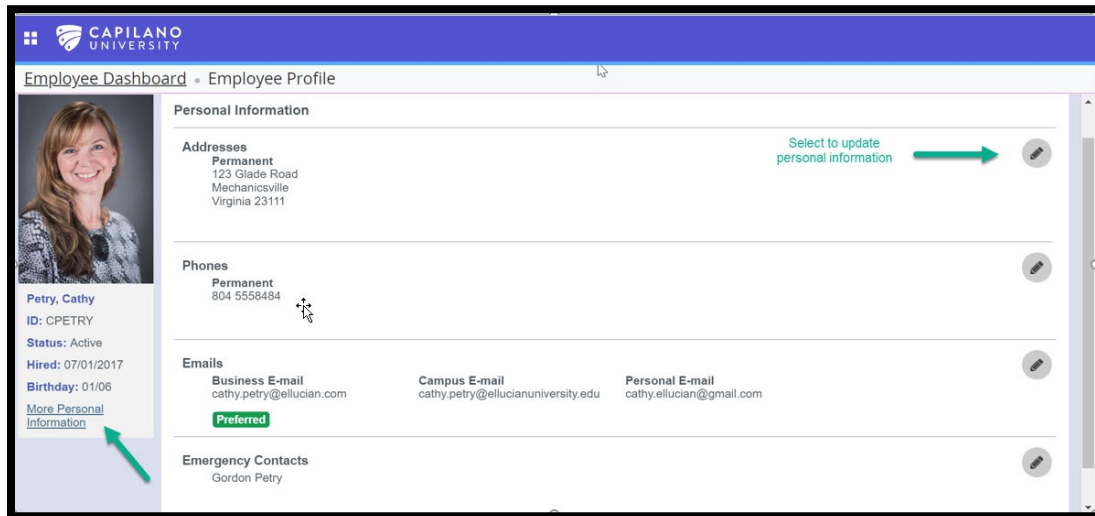 CAPILANO
UNIVERSITY
Employee Dashboard • Employee Profile
Personal Information
Addresses
Permanent
123 Glade Road
Mechanicsville
Virginia 23111
Select to update
personal information
Phones
Permanent
804 5558484
Petry, Cathy
ID: CPETRY
Status: Active
Hired: 07/01/2017
Birthday: 01/06
More Personal
Information
Emails
Business E-mail Campus E-mail Personal E-mail
cathy.petry@ellucian.com cathy.petry@ellucianuniversity.edu cathy.ellucian@gmail.com
Preferred
Emergency Contacts
Gordon Petry